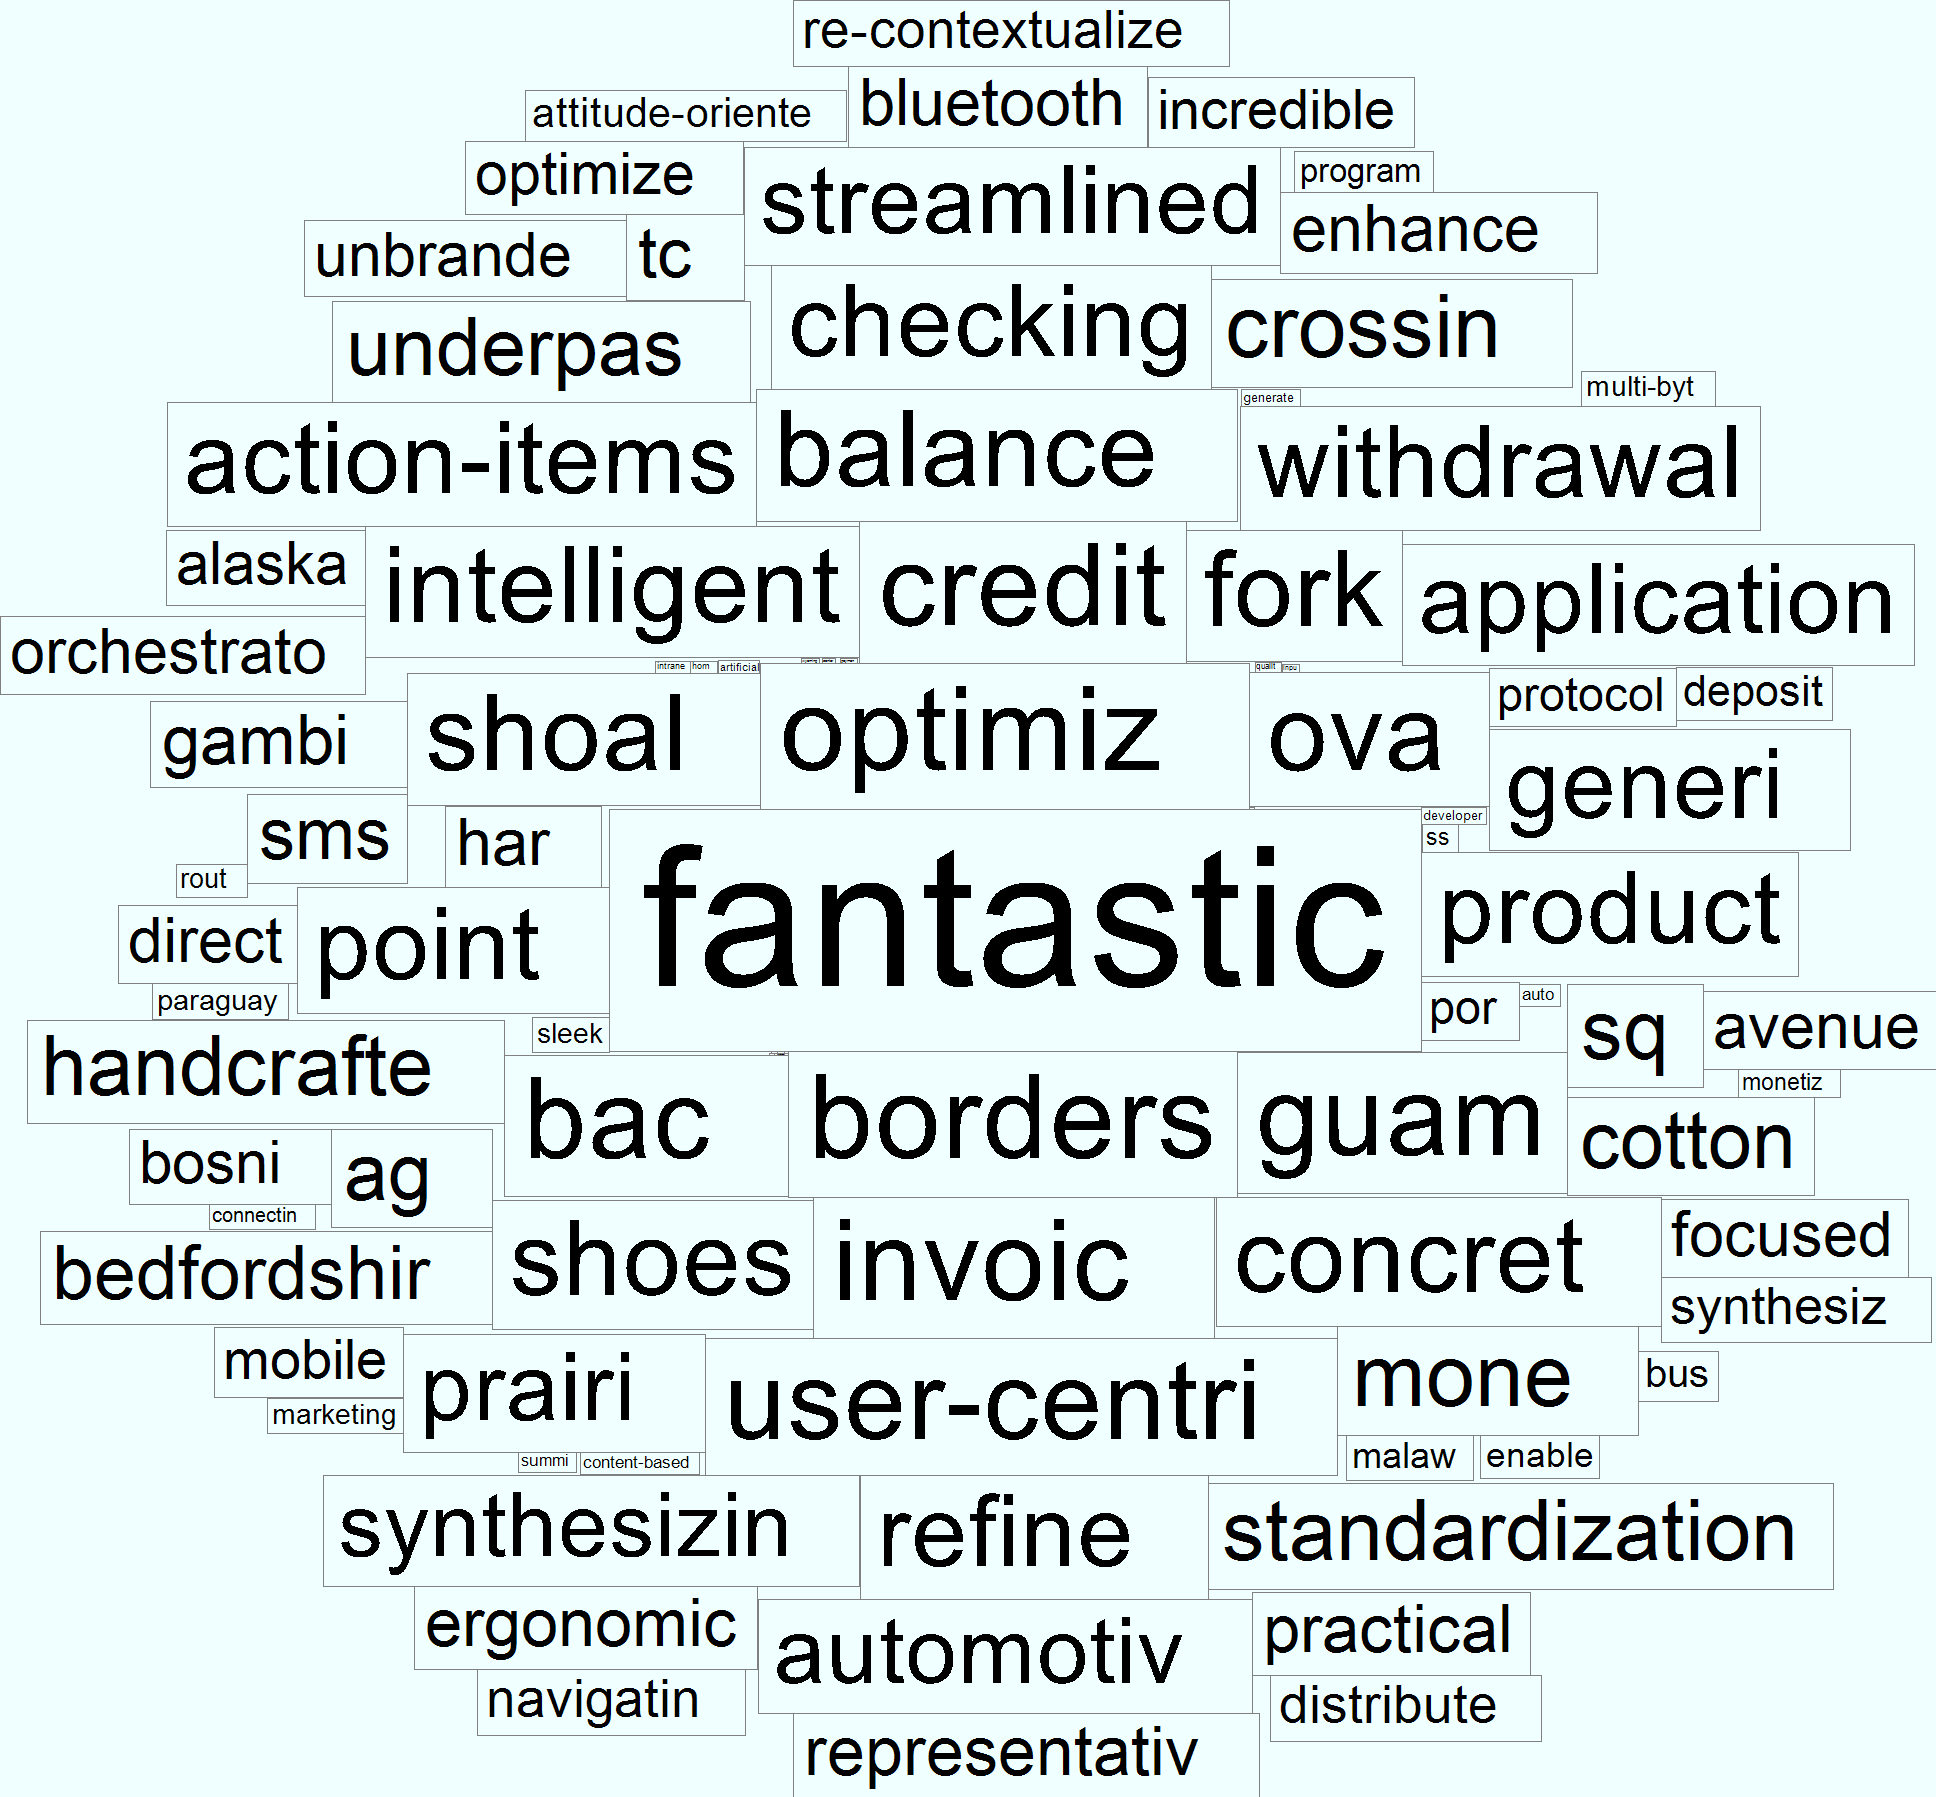 re-contextualize
bluetooth
incredible
attitude-oriente
optimize
streamlined
program
enhance
unbrande
tc
checking
crossin
underpas
multi-byt
generate
action-items
balance
withdrawal
alaska
intelligent
credit
fork
application
orchestrato
intrane
hom
artificial
protocol
deposit
gambi
shoal
optimiz
ova
generi
sms
har
developer
ss
rout
fantastic
product
direct
point
paraguay
sleek
por
auto
sq
avenue
handcrafte
monetiz
bac
borders
guam
cotton
bosni
ag
connectin
focused
bedfordshir
shoes
invoic
concret
synthesiz
mobile
prairi
user-centri
mone
bus
marketing
summi
content-based
malaw
enable
synthesizin
refine
standardization
ergonomic
automotiv
practical
navigatin
distribute
representativ